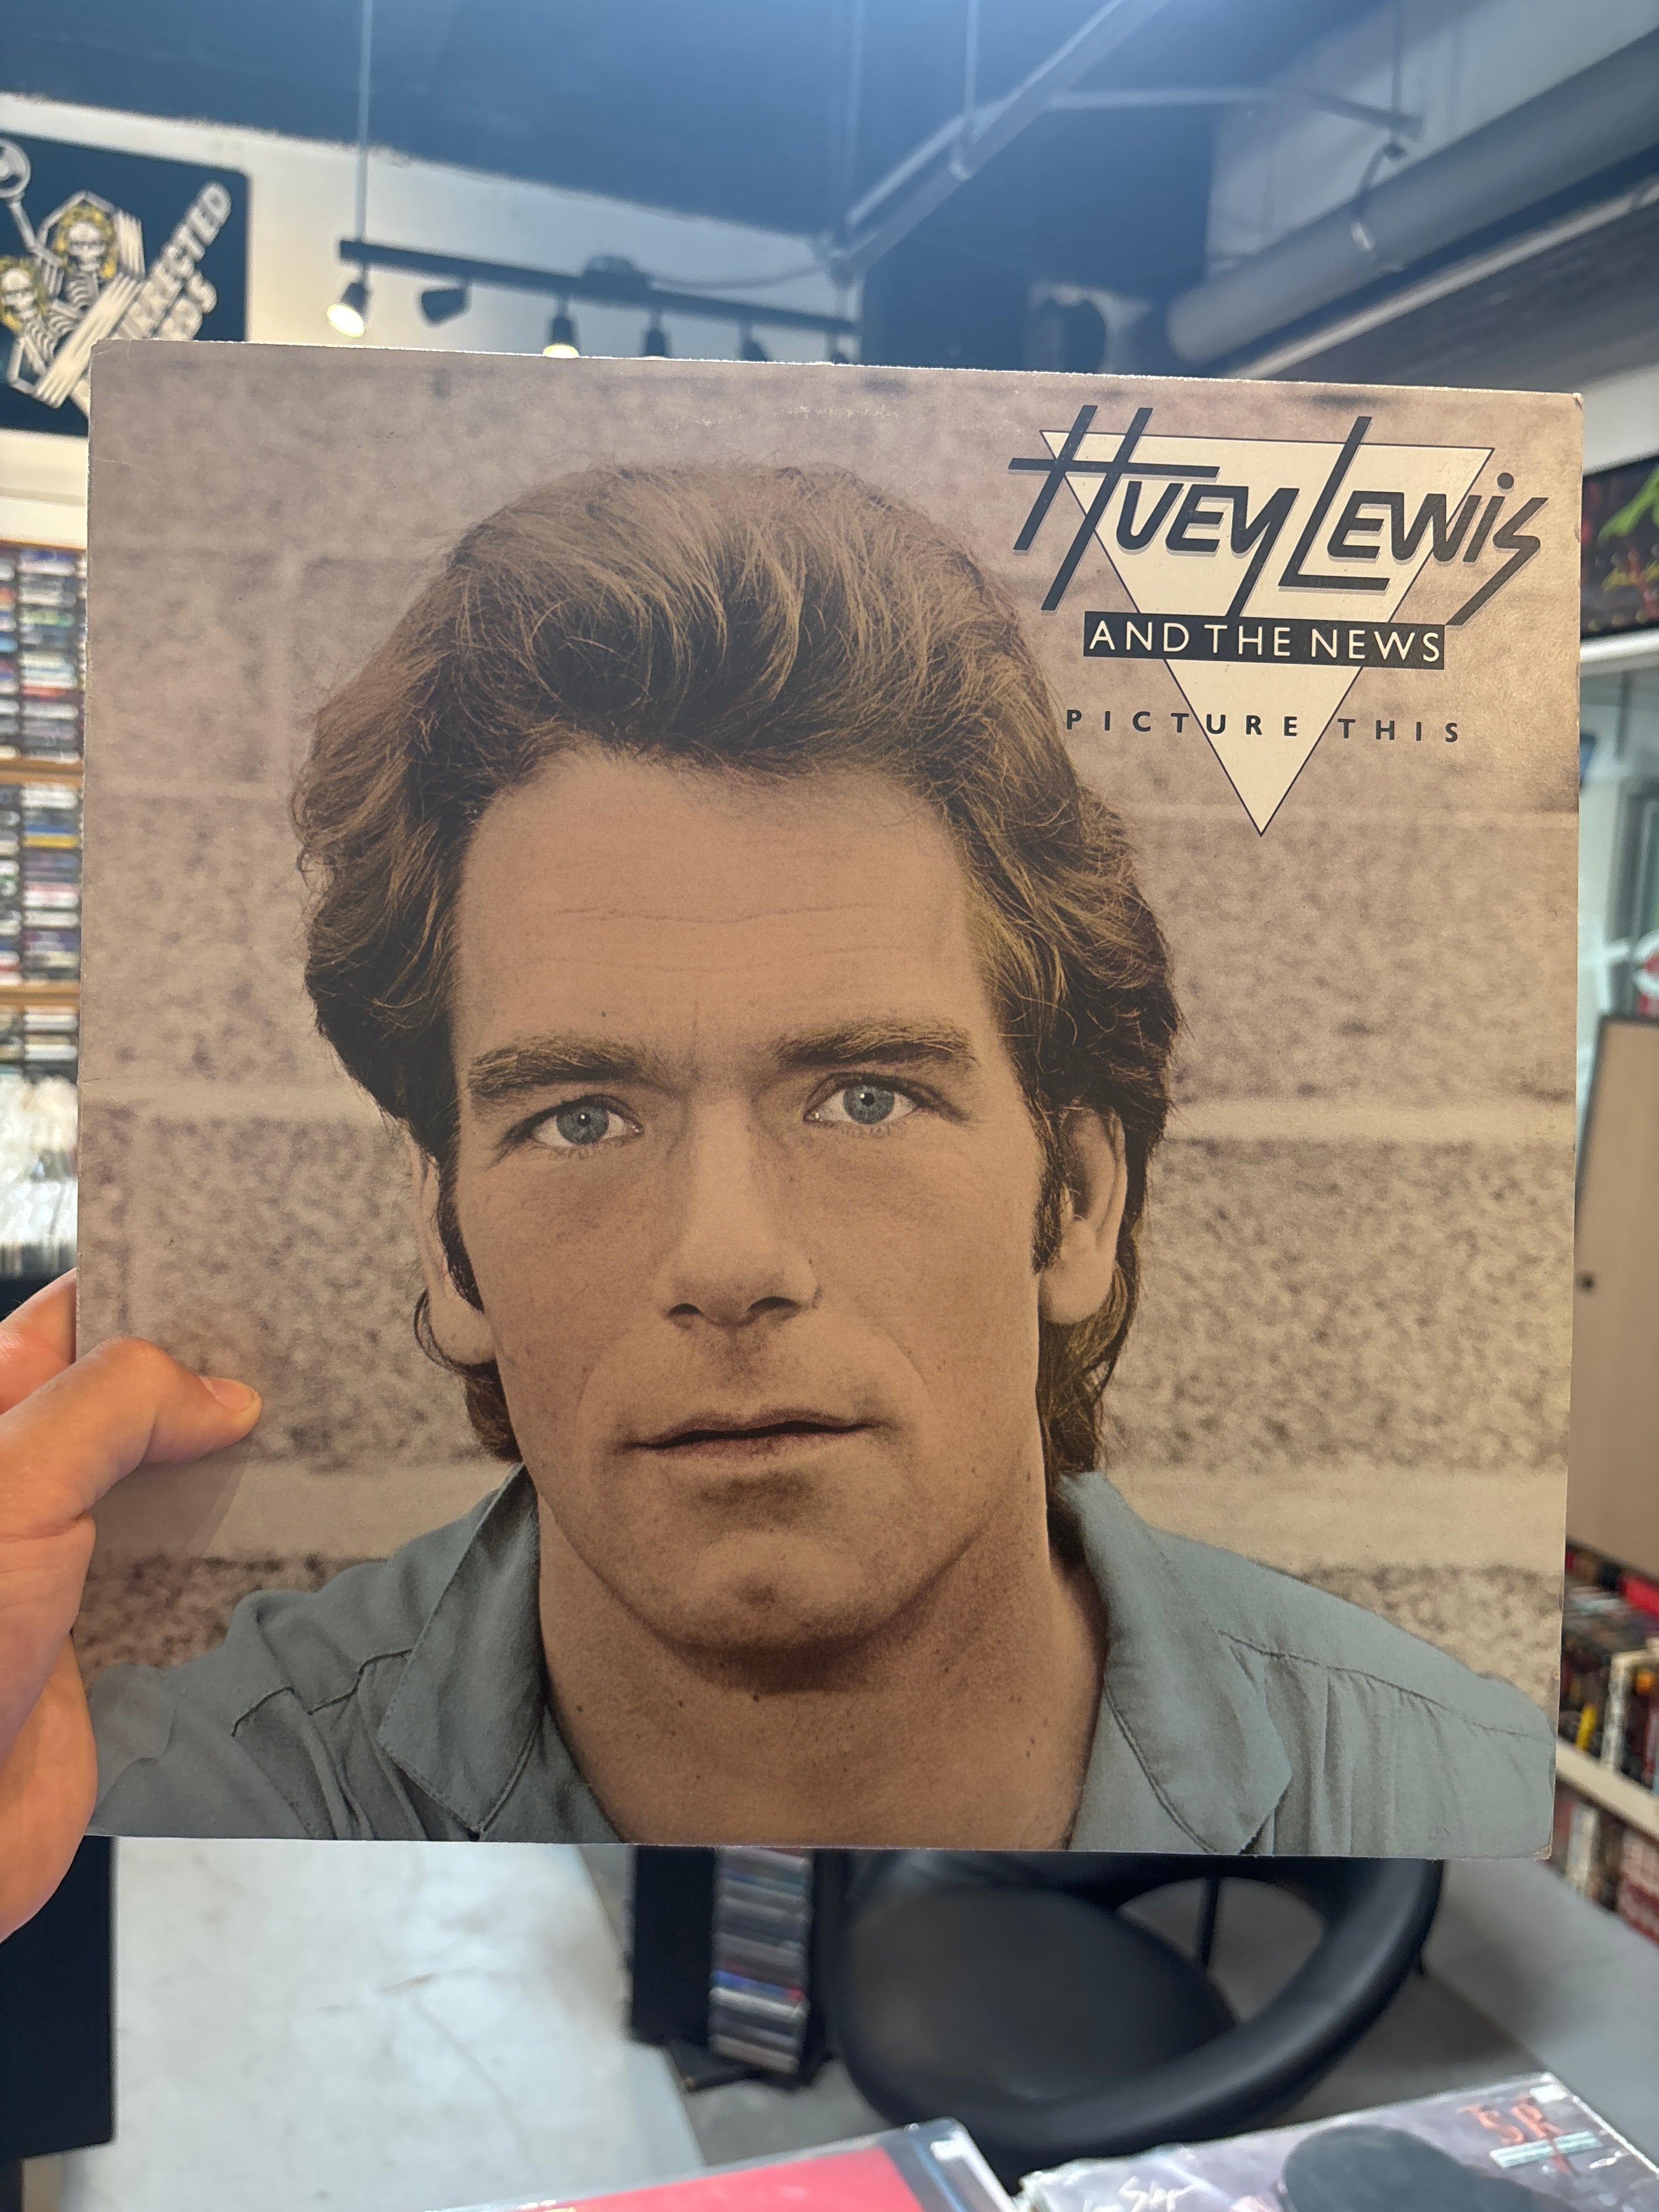 HUEY LEWIS
AND THE NEWS
PICTURE THIS